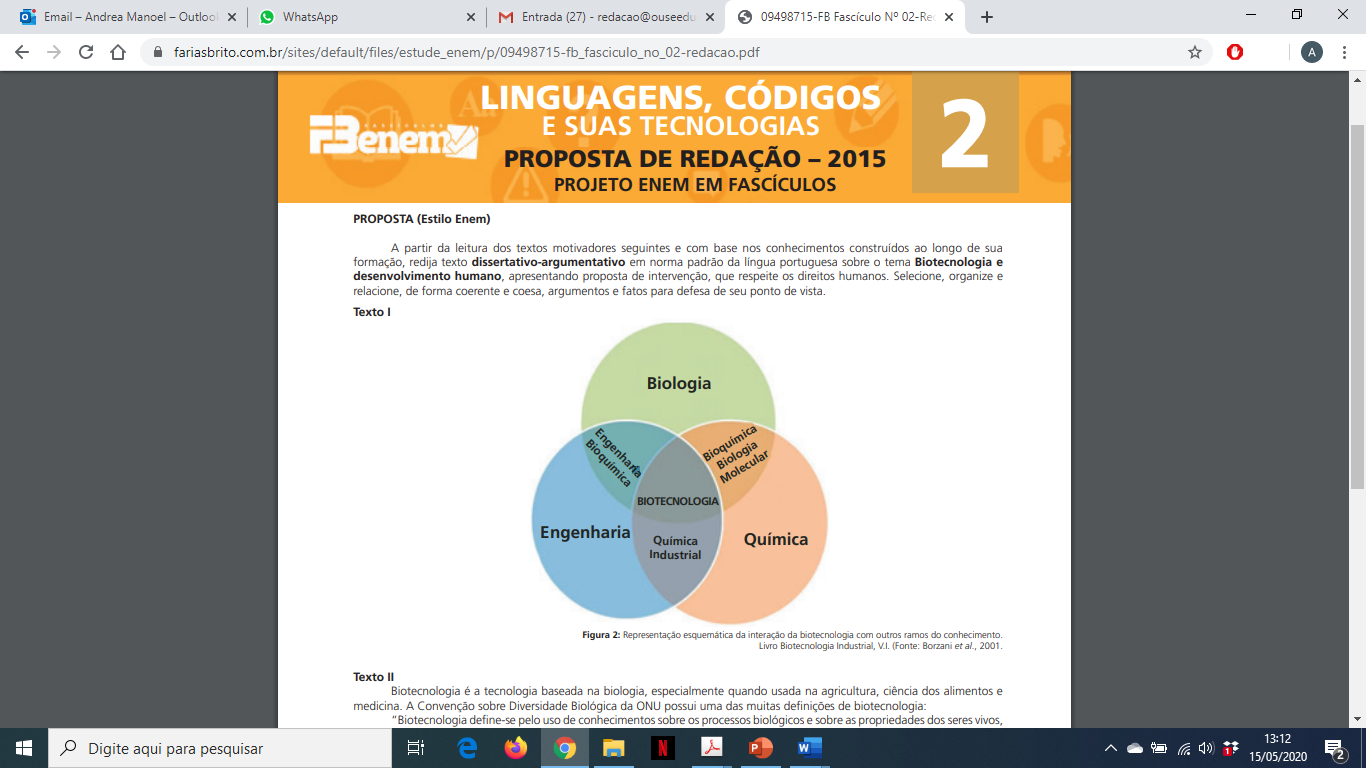 Email – Andrea Manoel – Outlook
WhatsApp
Entrada (27) - redacao@ouseedu
09498715-FB Fascículo Nº 02-Re
fariasbrito.com.br/sites/default/files/estude_enem/p/09498715-fb_fasciculo_no_02-redacao.pdf
A
LINGUAGENS, CÓDIGOS
E SUAS TECNOLOGIAS
2
FASCÍCULOS
FBenem
PROPOSTA DE REDAÇÃO – 2015
PROJETO ENEM EM FASCÍCULOS
PROPOSTA (Estilo Enem)
A partir da leitura dos textos motivadores seguintes e com base nos conhecimentos construídos ao longo de sua
formação, redija texto dissertativo-argumentativo em norma padrão da língua portuguesa sobre o tema Biotecnologia e
desenvolvimento humano, apresentando proposta de intervenção, que respeite os direitos humanos. Selecione, organize e
relacione, de forma coerente e coesa, argumentos e fatos para defesa de seu ponto de vista.
Texto I
Biologia
Engenharia
Bioquímica
Bioquímica
Biologia
Molecular
BIOTECNOLOGIA
Engenharia
Química
Industrial
Química
Figura 2: Representação esquemática da interação da biotecnologia com outros ramos do conhecimento.
Livro Biotecnologia Industrial, V.I. (Fonte: Borzani et al., 2001.
Texto II
Biotecnologia é a tecnologia baseada na biologia, especialmente quando usada na agricultura, ciência dos alimentos e
medicina. A Convenção sobre Diversidade Biológica da ONU possui uma das muitas definições de biotecnologia:
“Biotecnologia define-se pelo uso de conhecimentos sobre os processos biológicos e sobre as propriedades dos seres vivos,
Digite aqui para pesquisar
13:12
15/05/2020
2